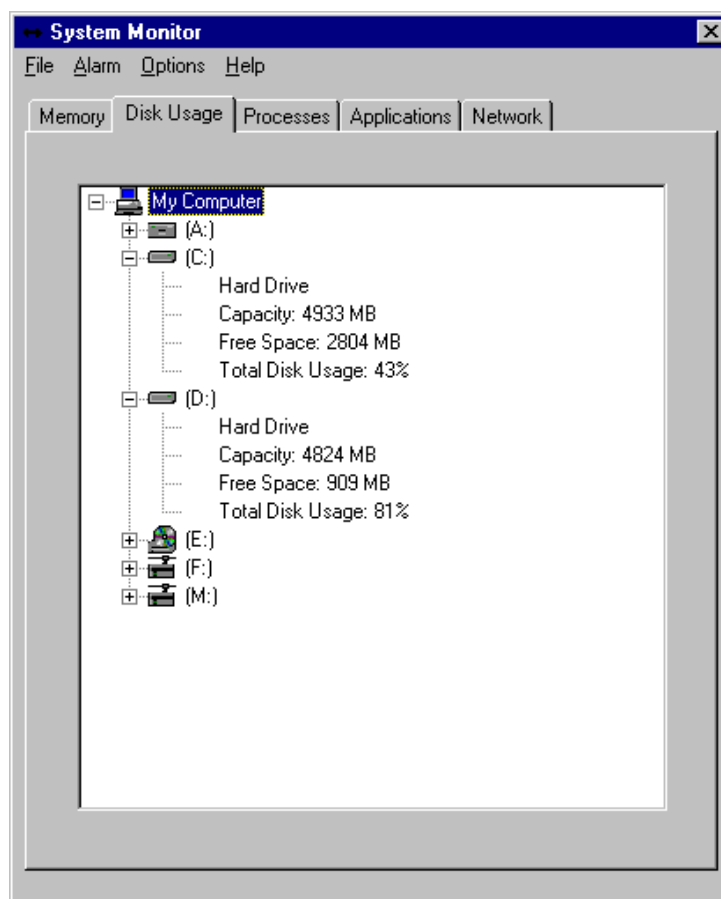 System Monitor
File Alarm Options Help
Memory Disk Usage Processes Applications Network
My Computer
(A:)
(C:)
Hard Drive
Capacity: 4933 MB
Free Space: 2804 MB
Total Disk Usage: 43%
(D:)
Hard Drive
Capacity: 4824 MB
Free Space: 909 MB
Total Disk Usage: 81%
(E:)
(F:)
(M:)